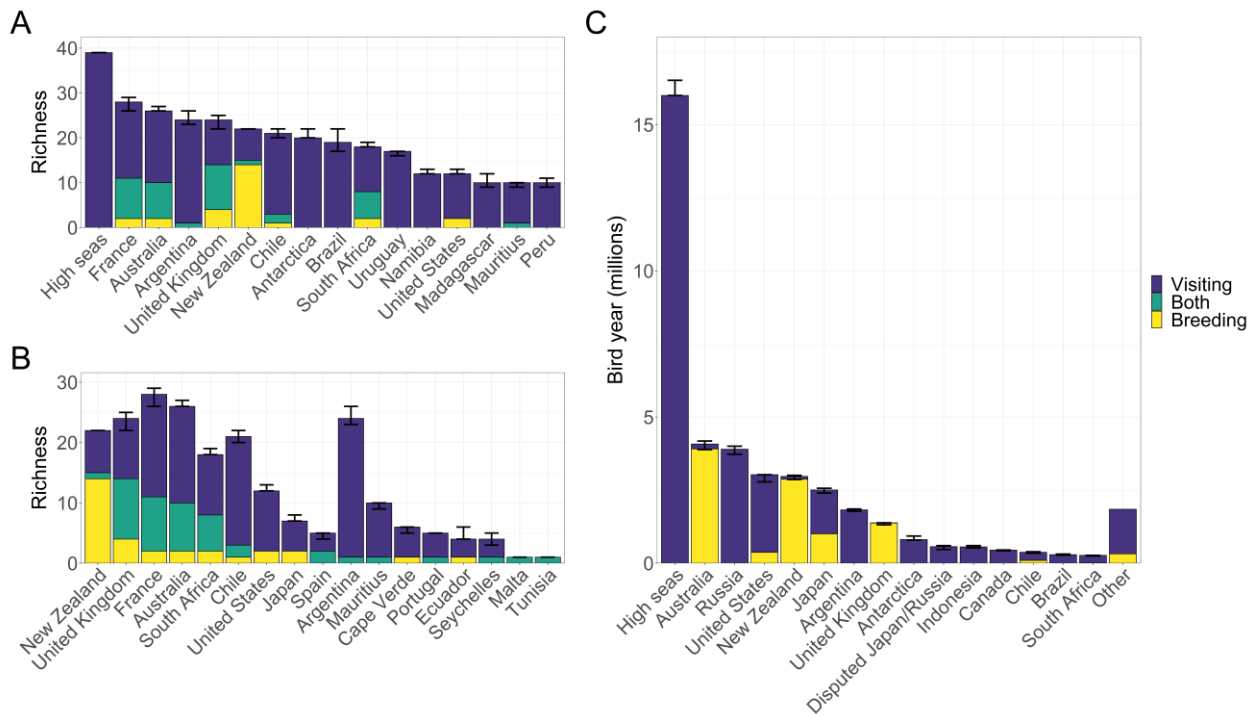 A
Richness
40
30
20
10
0
High seas
France
Australia
Argentina
United Kingdom
New Zealand
Chile
Antarctica
Brazil
South Africa
Uruguay
Namibia
United States
Madagascar
Mauritius
Peru
B
Richness
30
20
10
0
New Zealand
United Kingdom
France
Australia
South Africa
Chile
United States
Japan
Spain
Argentina
Mauritius
Cape Verde
Portugal
Ecuador
Seychelles
Malta
Tunisia
C
Bird year (millions)
15
10
5
0
High seas
Australia
Russia
United States
New Zealand
Japan
Argentina
United Kingdom
Antarctica
Disputed Japan/Russia
Indonesia
Canada
Chile
Brazil
South Africa
Other
Visiting
Both
Breeding